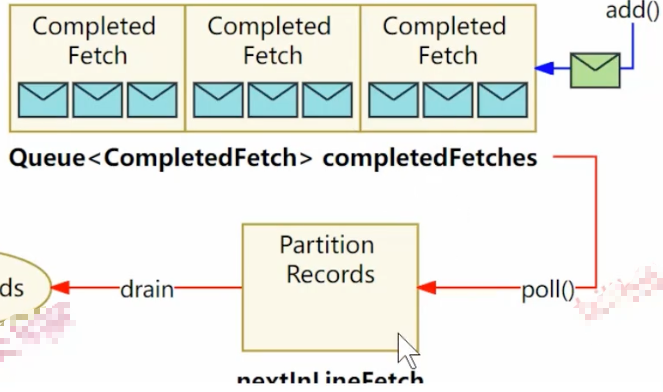 add()
Completed Fetch
Completed Fetch
Completed Fetch
Queue<CompletedFetch> completedFetches
Partition
Records
ds
drain
poll()
nextInLineFetch